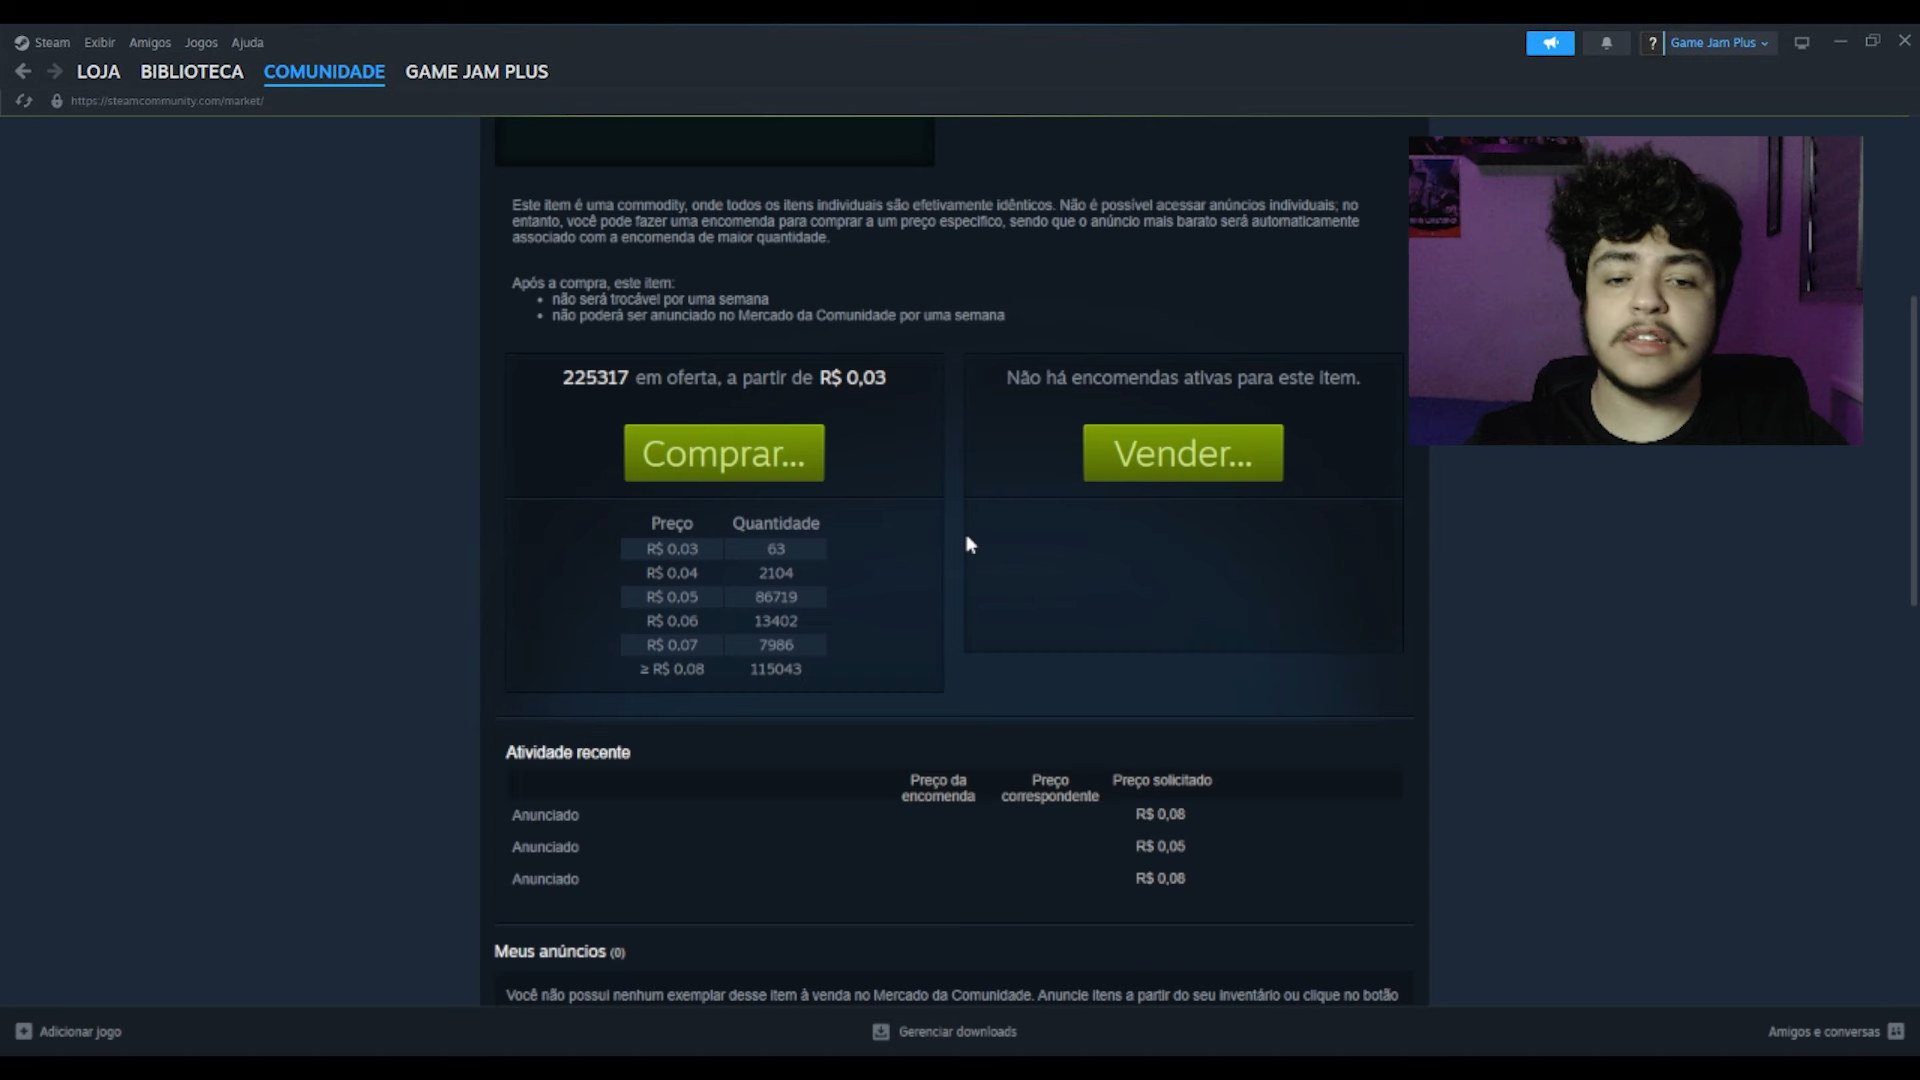 Steam Exibir Amigos Jogos Ajuda
? Game Jam Plus
LOJA BIBLIOTECA COMUNIDADE GAME JAM PLUS
https://steamcommunity.com/market/
Este item é uma commodity, onde todos os itens individuais são efetivamente idênticos. Não é possível acessar anúncios individuais; no
entanto, você pode fazer uma encomenda para comprar a um preço específico, sendo que o anúncio mais barato será automaticamente
associado com a encomenda de maior quantidade.
Após a compra, este item:
• não será trocável por uma semana
• não poderá ser anunciado no Mercado da Comunidade por uma semana
225317 em oferta, a partir de R$ 0,03
Comprar...
Preço Quantidade
R$ 0,03 63
R$ 0,04 2104
R$ 0,05 86719
R$ 0,06 13402
R$ 0,07 7986
≥ R$ 0,08 115043
Não há encomendas ativas para este item.
Vender...
Atividade recente
Preço da encomenda Preço correspondente Preço solicitado
Anunciado R$ 0,08
Anunciado R$ 0,05
Anunciado
Meus anúncios (0)
Você não possui nenhum exemplar desse item à venda no Mercado da Comunidade. Anuncie itens a partir do seu inventário ou clique no botão
Adicionar jogo
Gerenciar downloads
Amigos e conversas